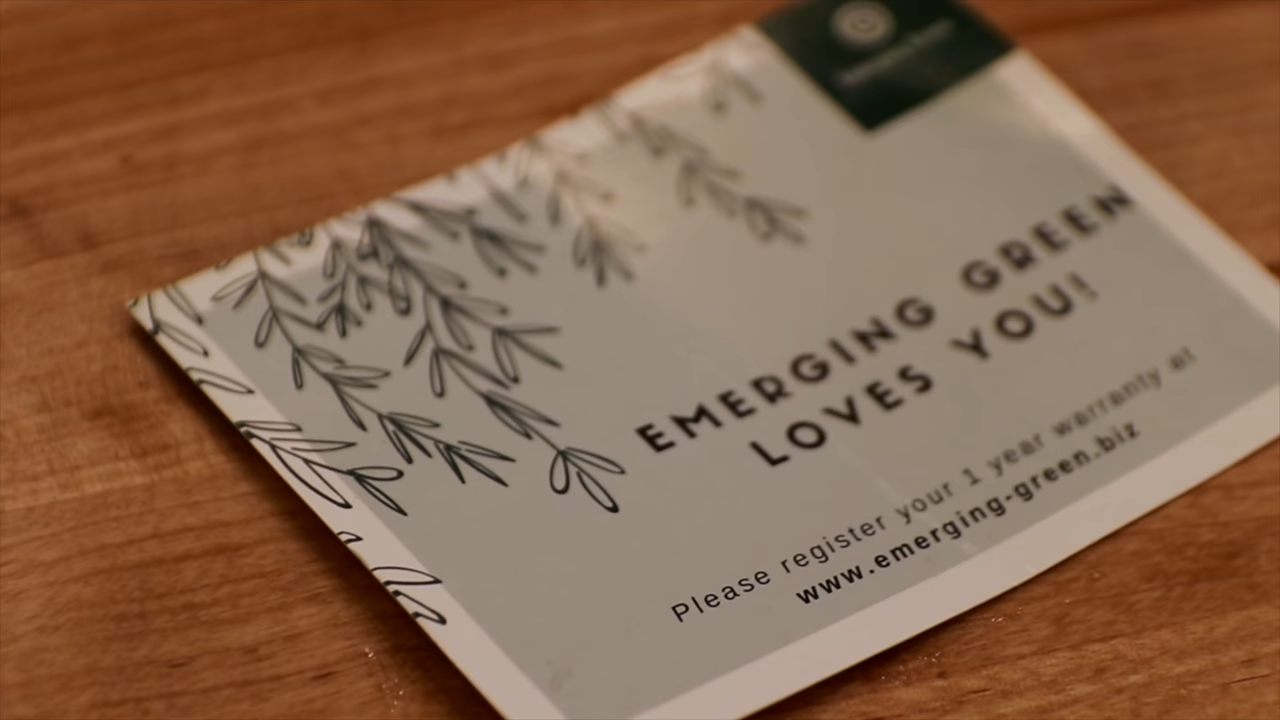 EMERGING GREEN
LOVES YOU!
Please register your 1 year warranty at
www.emerging-green.biz